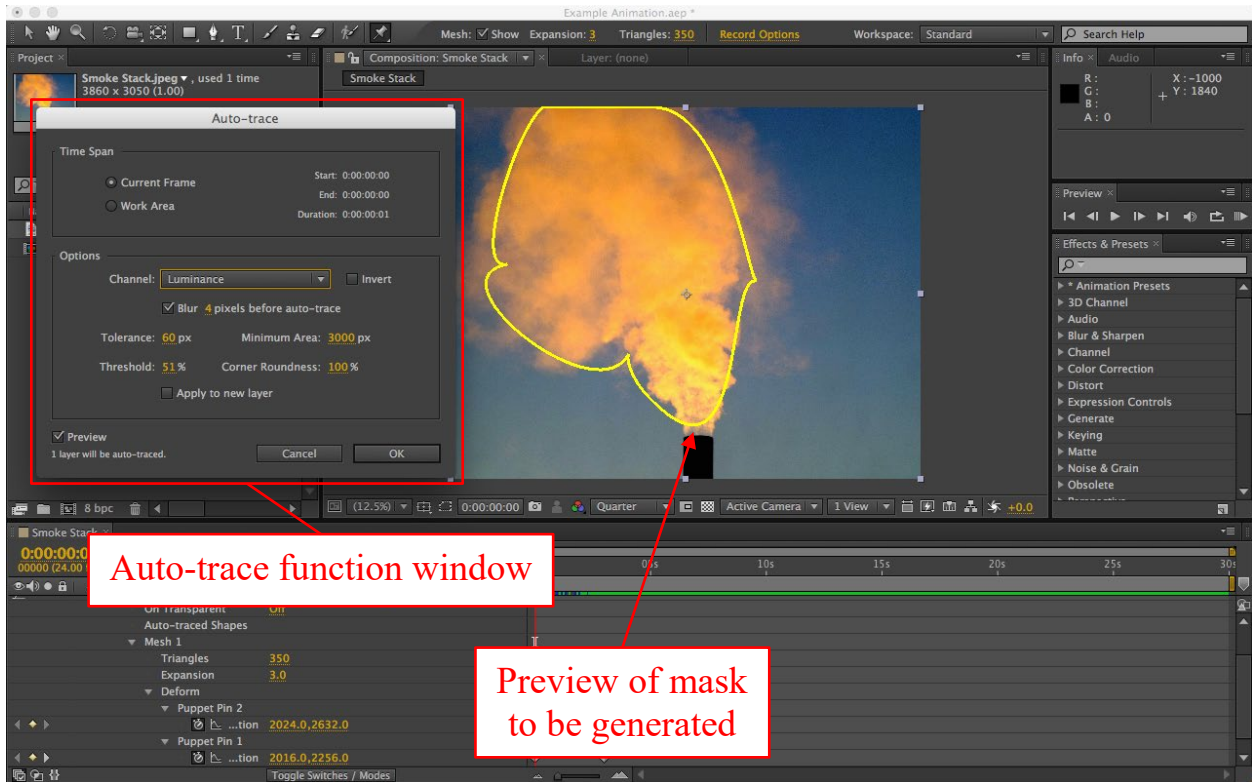 Example Animation.aep *
Mesh: Show Expansion: 3 Triangles: 350 Record Options Workspace: Standard Search Help
Project
Smoke Stack.jpeg , used 1 time
3860 x 3050 (1.00)
Composition: Smoke Stack
Layer: (none)
Smoke Stack
Info Audio
R :
G :
B :
A : 0
X : -1000
Y : 1840
Auto-trace
Time Span
Current Frame
Work Area
Start: 0:00:00:00
End: 0:00:00:00
Duration: 0:00:00:01
Options
Channel: Luminance Invert
Blur 4 pixels before auto-trace
Tolerance: 60 px Minimum Area: 3000 px
Threshold: 51 % Corner Roundness: 100 %
Apply to new layer
Preview
1 layer will be auto-traced.
Cancel OK
Preview
Effects & Presets
* Animation Presets
3D Channel
Audio
Blur & Sharpen
Channel
Color Correction
Distort
Expression Controls
Generate
Keying
Matte
Noise & Grain
Obsolete
8 bpc
(12.5%) 0:00:00:00 Quarter Active Camera 1 View +0.0
Smoke Stack
0:00:00:0
00000 (24.00
10s 15s 20s 25s
Auto-trace function window
On Transparent On
Auto-traced Shapes
Mesh 1
Triangles 350
Expansion 3.0
Deform
Puppet Pin 2
...tion 2024.0,2632.0
Puppet Pin 1
...tion 2016.0,2256.0
Toggle Switches / Modes
Preview of mask
to be generated